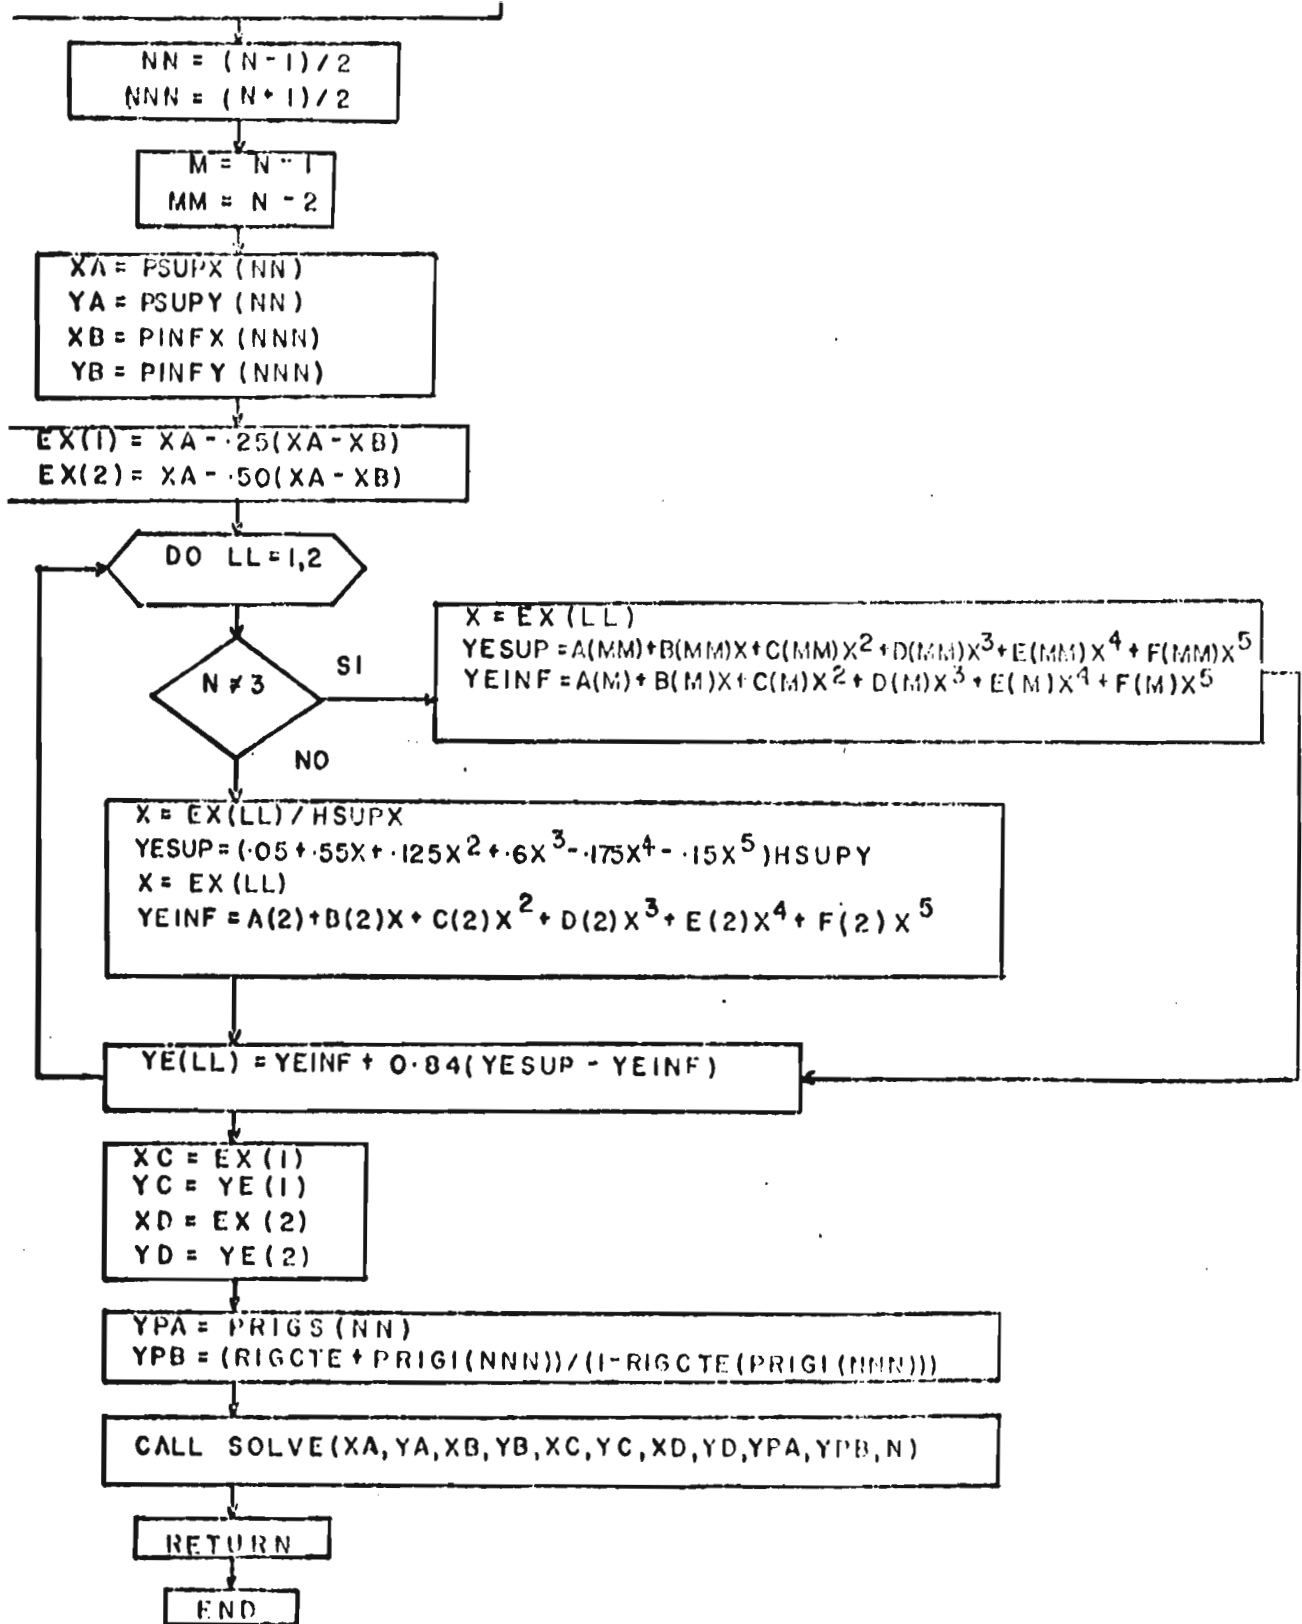 NN = (N-1)/2
NNN = (N+1)/2
M = N-1
MM = N-2
XA = PSUPX(NN)
YA = PSUPY(NN)
XB = PINFX(NNN)
YB = PINFY(NNN)
EX(1) = XA-.25(XA-XB)
EX(2) = XA-.50(XA-XB)
DO LL=1,2
N ≠ 3
SI
X = EX(LL)
YESUP = A(MM)+B(MM)X+C(MM)X²+D(MM)X³+E(MM)X⁴+F(MM)X⁵
YEINF = A(M)+B(M)X+C(M)X²+D(M)X³+E(M)X⁴+F(M)X⁵
NO
X = EX(LL)/HSUPX
YESUP=(.05+.55X+.125X²+.6X³-.175X⁴-.15X⁵)HSUPY
X = EX(LL)
YEINF = A(2)+B(2)X+C(2)X²+D(2)X³+E(2)X⁴+F(2)X⁵
YE(LL) = YEINF + 0.84(YESUP - YEINF)
XC = EX(1)
YC = YE(1)
XD = EX(2)
YD = YE(2)
YPA = PRIGS(NN)
YPB = (RIGCTE + PRIGI(NNN))/(1-RIGCTE(PRIGI(NNN)))
CALL SOLVE(XA,YA,XB,YB,XC,YC,XD,YD,YPA,YPB,N)
RETURN
END